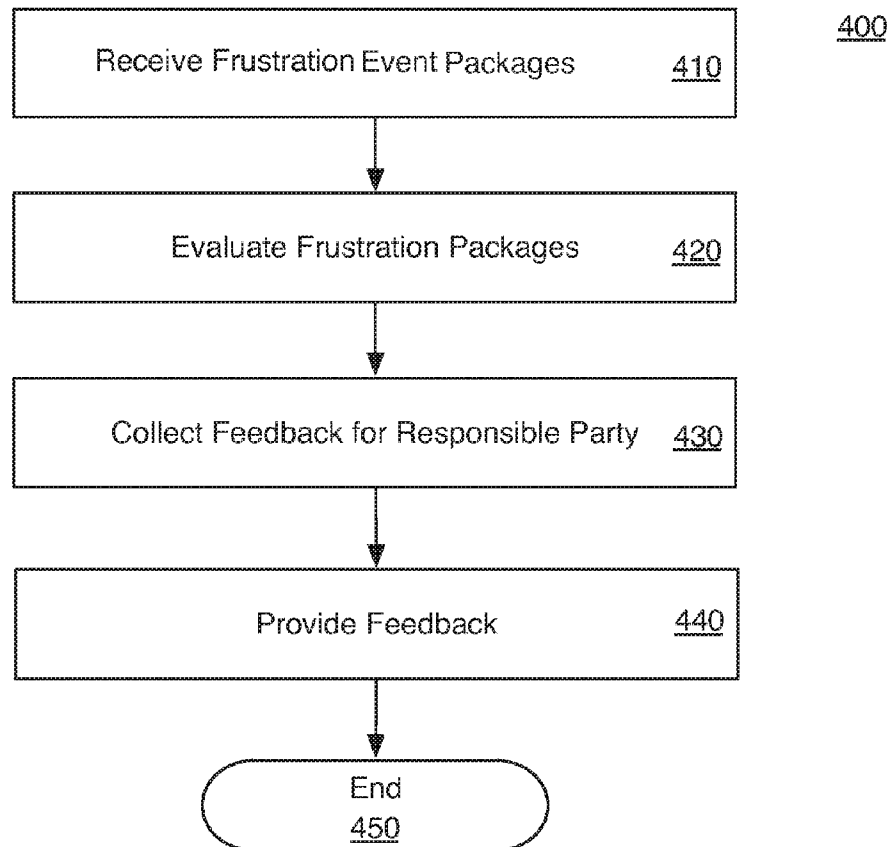 400
Receive Frustration Event Packages 410
Evaluate Frustration Packages 420
Collect Feedback for Responsible Party 430
Provide Feedback 440
End
450